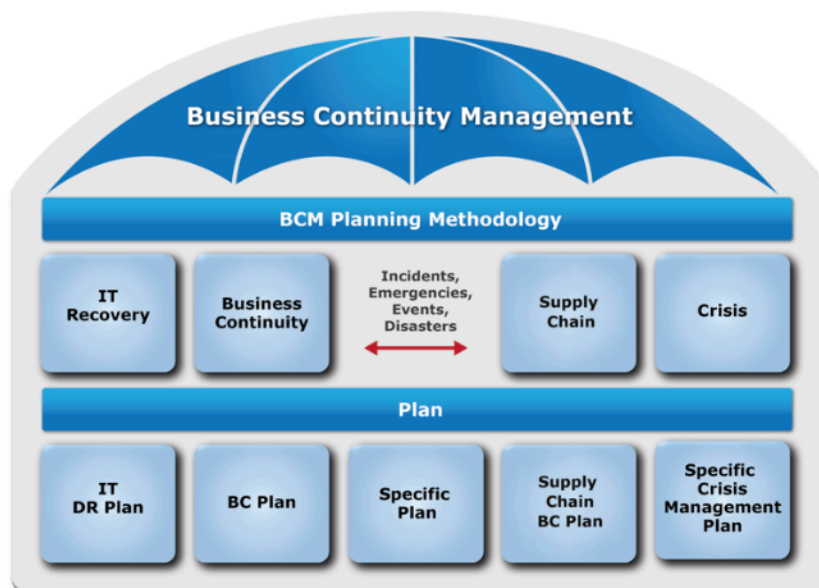 Business Continuity Management
BCM Planning Methodology
IT
Recovery
Business
Continuity
Incidents,
Emergencies,
Events,
Disasters
Supply
Chain
Crisis
Plan
IT
DR Plan
BC Plan
Specific
Plan
Supply
Chain
BC Plan
Specific
Crisis
Management
Plan